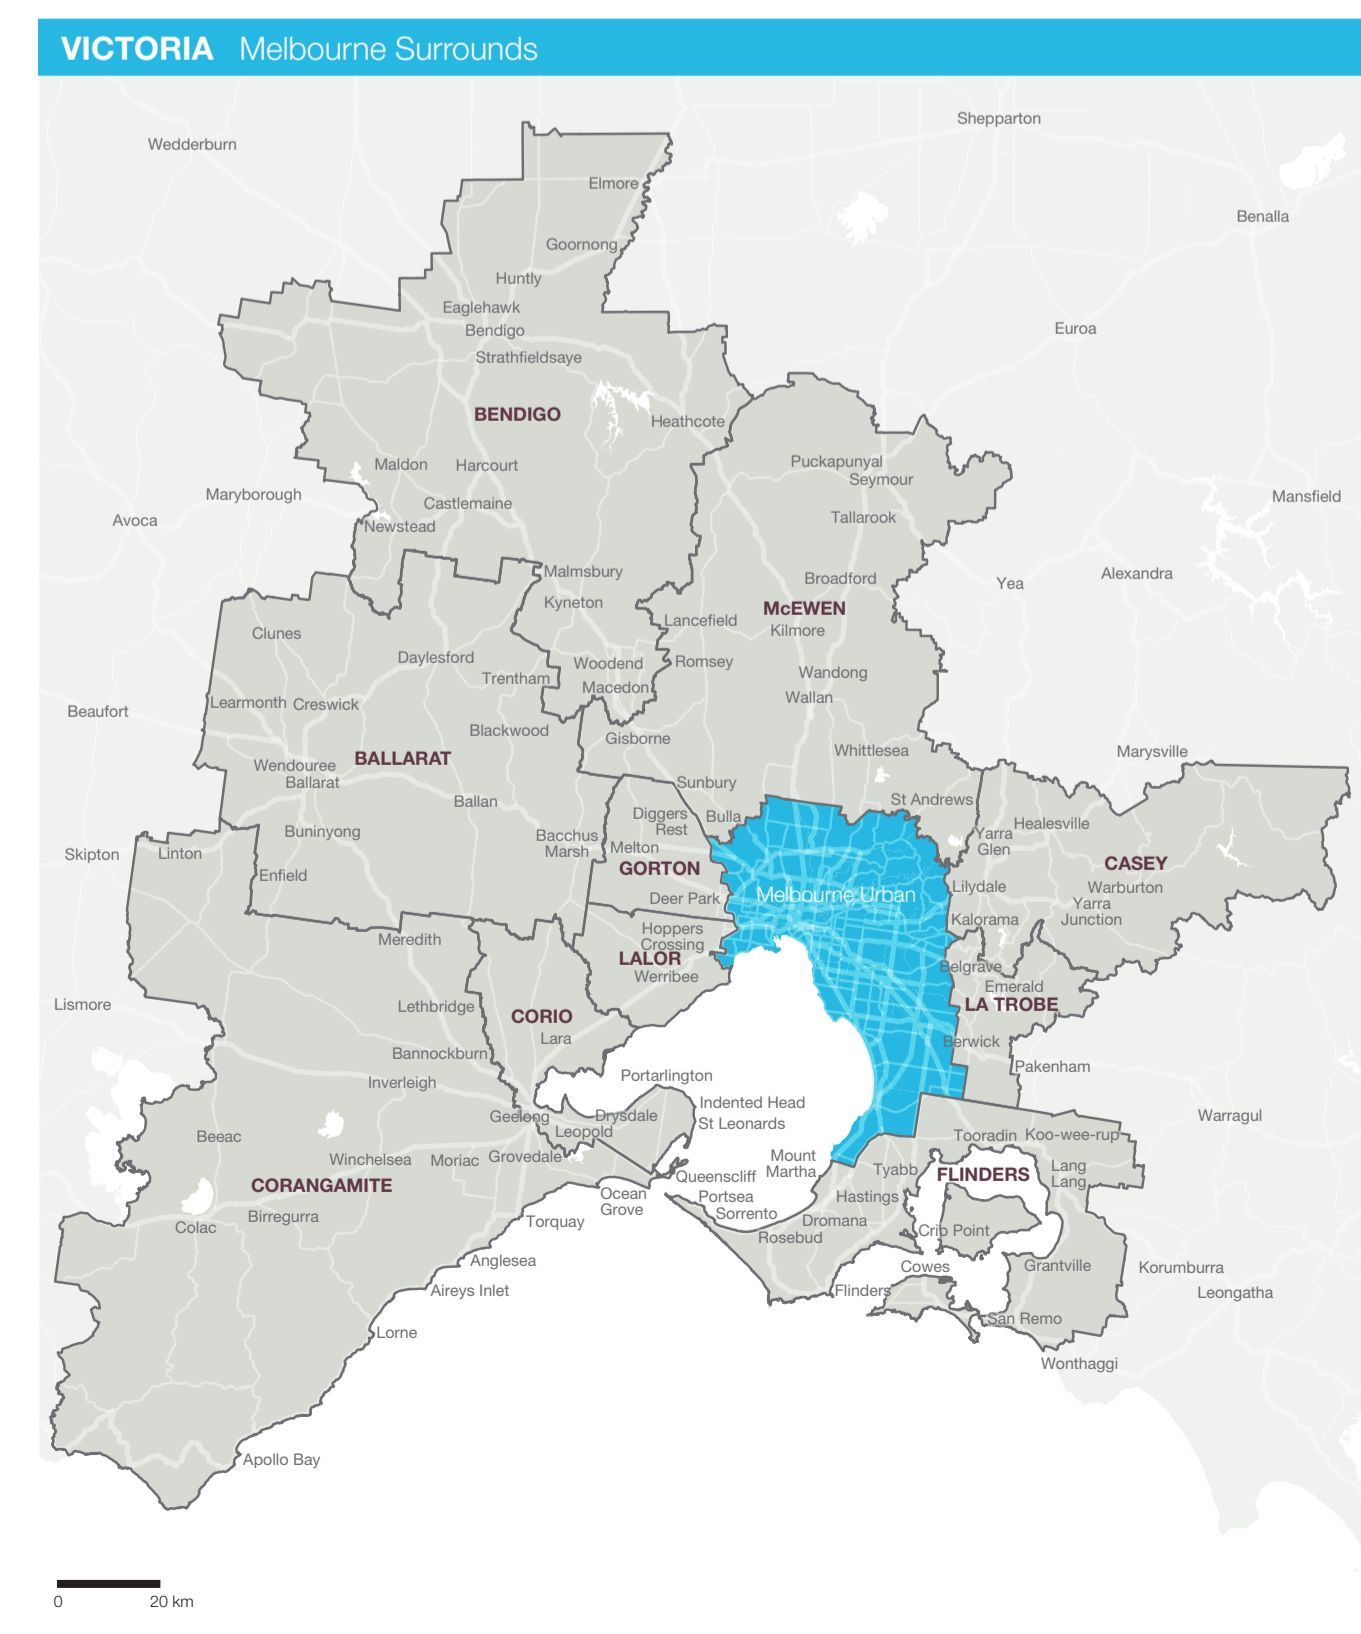 VICTORIA Melbourne Surrounds
Shepparton
Wedderburn
Elmore
Benalla
Goornong
Huntly
Eaglehawk
Bendigo
Euroa
Strathfieldsaye
BENDIGO
Heathcote
Puckapunyal
Maldon
Harcourt
Seymour
Maryborough
Mansfield
Castlemaine
Avoca
Tallarook
Newstead
Malmsbury
Broadford
Yea
Alexandra
Kyneton
McEWEN
Lancefield
Kilmore
Clunes
Daylesford
Woodend
Romsey
Wandong
Trentham
Macedon
Wallan
Learmonth
Creswick
Beaufort
Blackwood
Gisborne
Whittlesea
Marysville
BALLARAT
Wendouree
Ballarat
Sunbury
Ballan
St Andrews
Diggers
Rest
Bulla
Healesville
Buninyong
Bacchus
Marsh
Melton
Yarra
Glen
Skipton
Linton
GORTON
CASEY
Enfield
Deer Park
Melbourne Urban
Lilydale
Warburton
Yarra
Junction
Kalorama
Hoppers
Crossing
Meredith
LALOR
Werribee
Belgrave
Emerald
LA TROBE
Lismore
Lethbridge
CORIO
Lara
Berwick
Bannockburn
Pakenham
Inverleigh
Portarlington
Indented Head
St Leonards
Geelong
Drysdale
Leopold
Warragul
Beeac
Tooradin
Koo-wee-rup
Winchelsea
Moriac
Grovedale
Mount
Martha
Tyabb
Lang
Lang
Queenscliff
FLINDERS
CORANGAMITE
Ocean
Grove
Portsea
Hastings
Sorrento
Birregurra
Colac
Torquay
Dromana
Crib Point
Rosebud
Anglesea
Cowes
Grantville
Korumburra
Aireys Inlet
Flinders
Leongatha
San Remo
Lorne
Wonthaggi
Apollo Bay
0 20 km